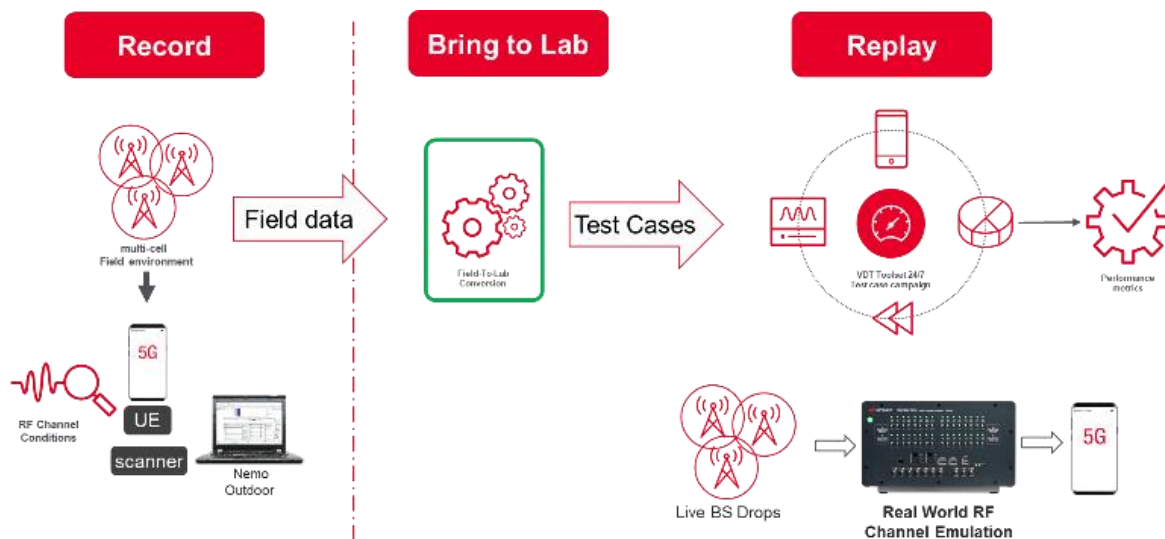 Record
Bring to Lab
Replay
multi-cell
Field environment
Field data
Field-To-Lab
Conversion
Test Cases
VDT Toolset 24/7
Test case campaign
Performance
metrics
5G
RF Channel
Conditions
UE
scanner
Nemo
Outdoor
Live BS Drops
Real World RF
Channel Emulation
5G